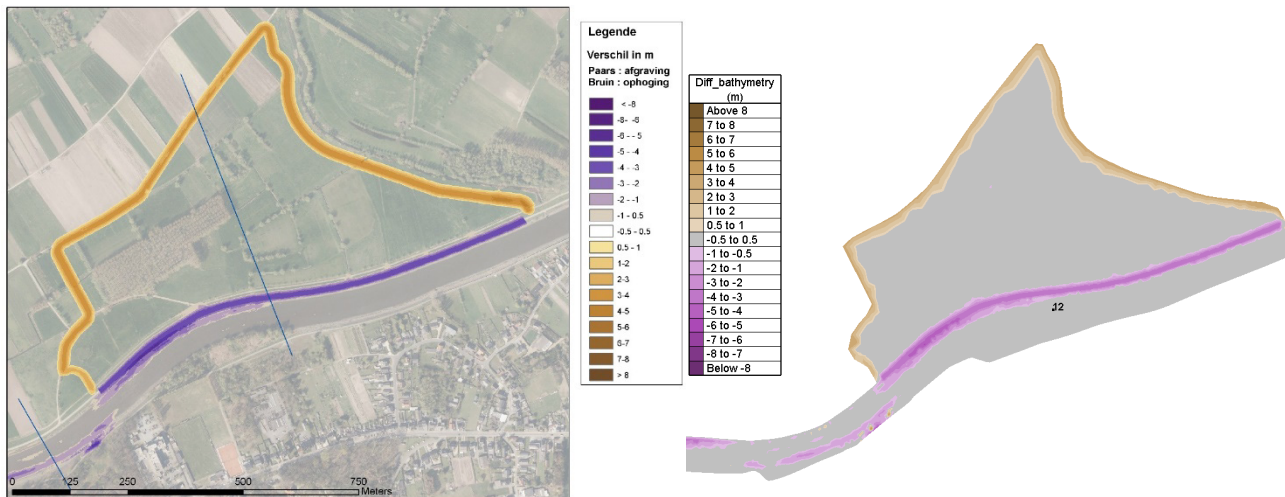 Legende
Verschil in m
Paars : afgraving
Bruin : ophoging
< -8
-8- -6
-6 - -5
-5 - -4
-4 - -3
-3 - -2
-2 - -1
-1 - 0.5
-0.5 - 0.5
0.5 - 1
1-2
2-3
3-4
4-5
5-6
6-7
7-8
> 8
0 125 250 500 750
Meters
Diff_bathymetry
(m)
Above 8
7 to 8
6 to 7
5 to 6
4 to 5
3 to 4
2 to 3
1 to 2
0.5 to 1
-0.5 to 0.5
-1 to -0.5
-2 to -1
-3 to -2
-4 to -3
-5 to -4
-6 to -5
-7 to -6
-8 to -7
Below -8
12